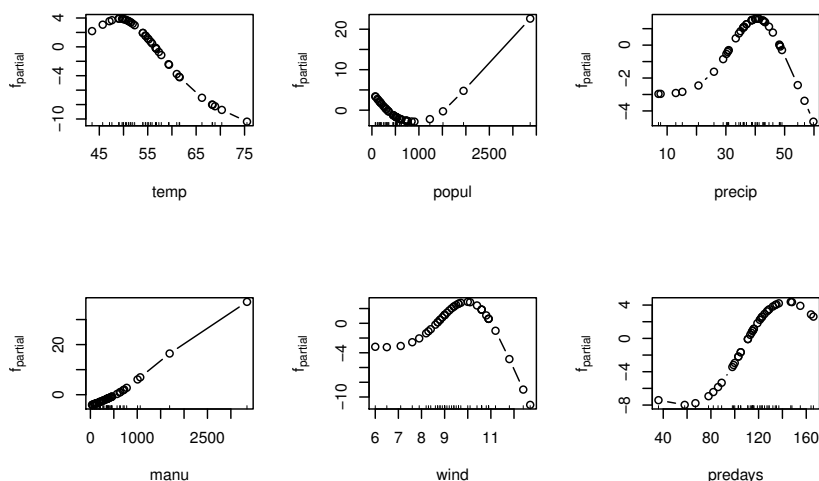 f_partial
4
0
−4
−10
45 55 65 75
temp
f_partial
20
10
0
0 1000 2500
popul
f_partial
0
−2
−4
10 30 50
precip
f_partial
20
0
0 1000 2500
manu
f_partial
0
−4
−10
6 7 8 9 11
wind
f_partial
4
0
−4
−8
40 80 120 160
predays